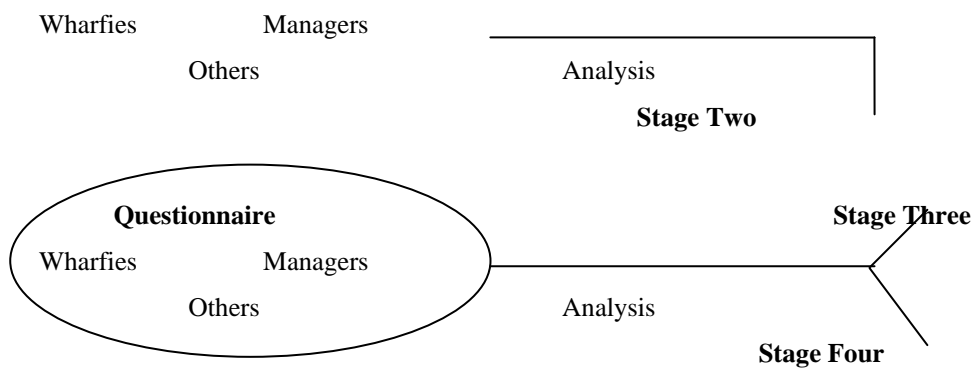 Wharfies Managers
Others Analysis
Stage Two
Questionnaire Stage Three
Wharfies Managers
Others Analysis
Stage Four